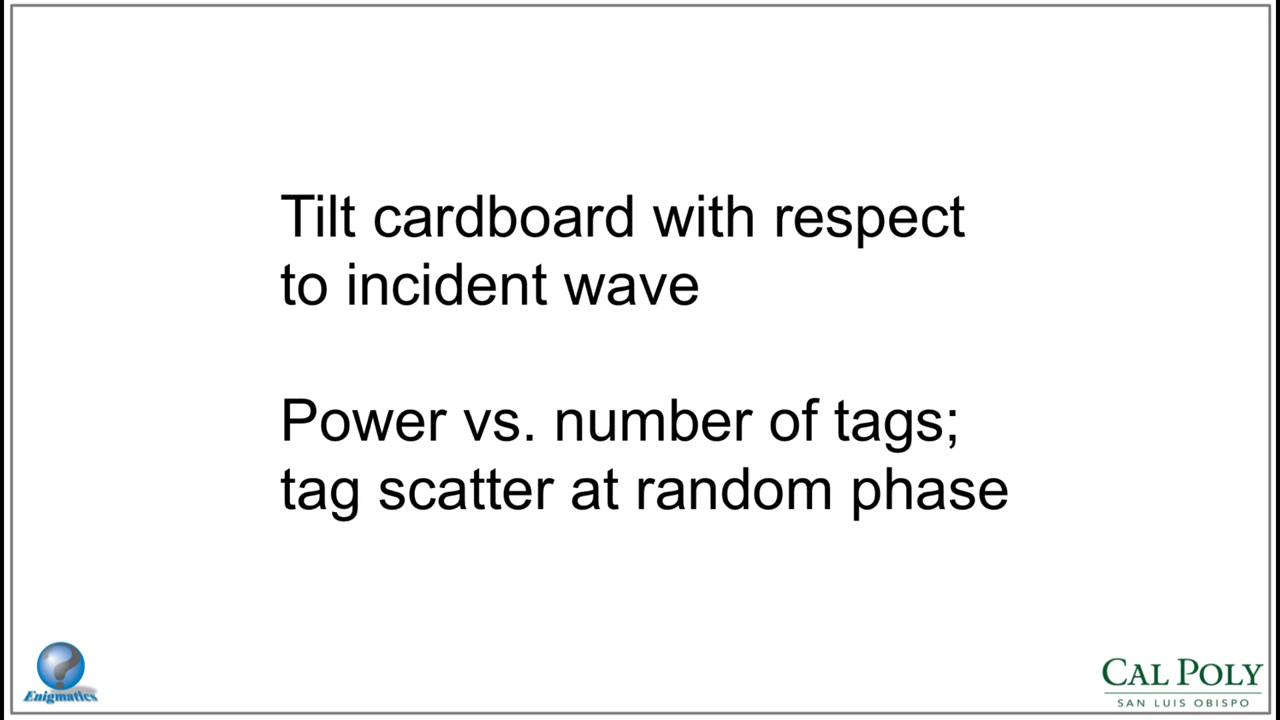 Tilt cardboard with respect
to incident wave
Power vs. number of tags;
tag scatter at random phase
Enigmatics
CAL POLY
SAN LUIS OBISPO